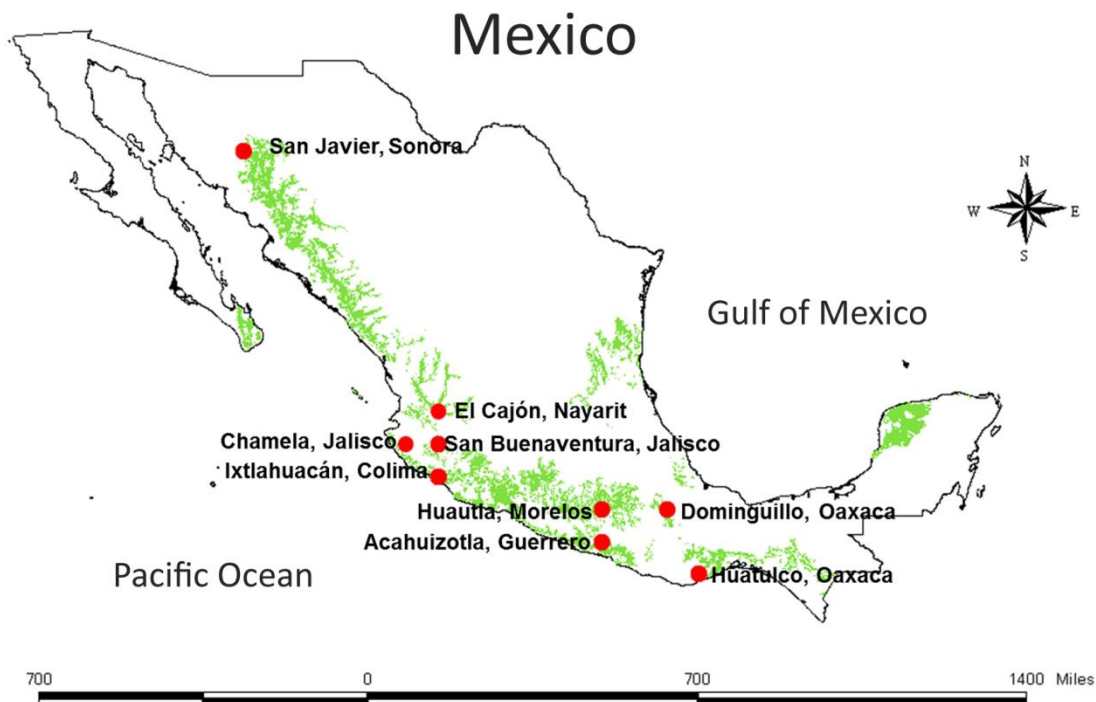 Mexico
San Javier, Sonora
N
W E
S
Gulf of Mexico
El Cajón, Nayarit
Chamela, Jalisco
San Buenaventura, Jalisco
Ixtlahuacán, Colima
Huautla, Morelos
Dominguillo, Oaxaca
Acahuizotla, Guerrero
Pacific Ocean
Huatulco, Oaxaca
700 0 700 1400 Miles